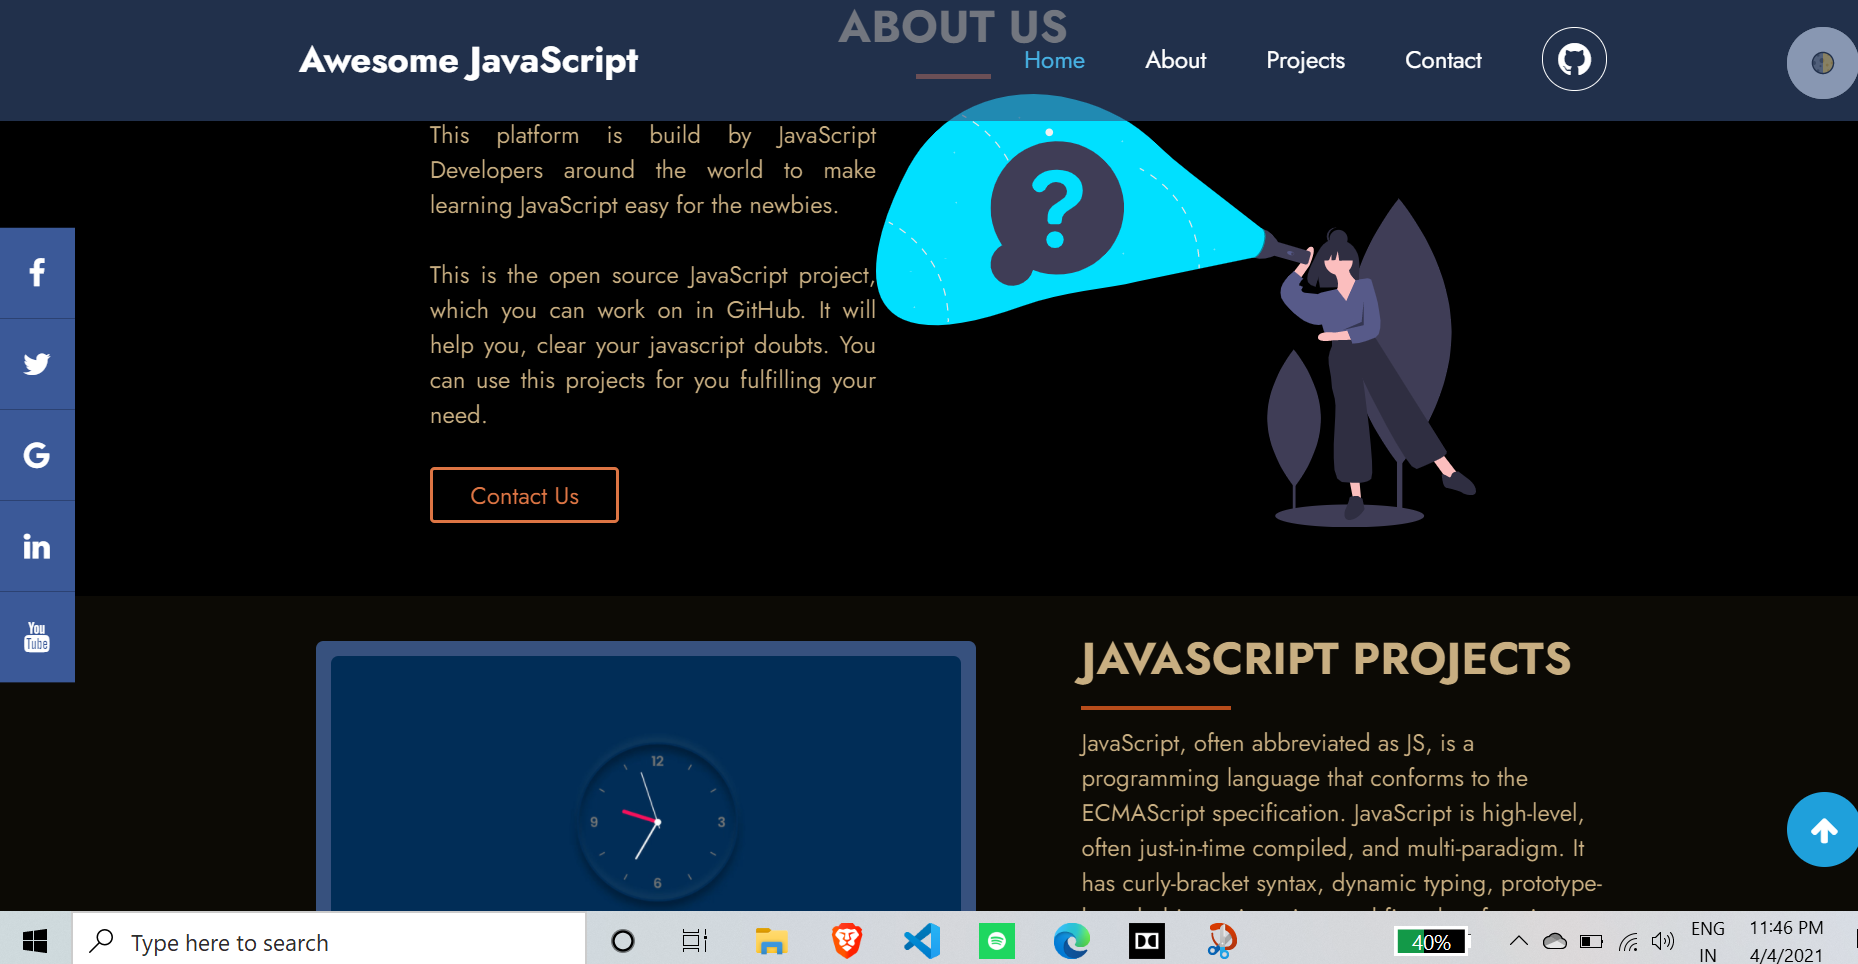 ABOUT US
Awesome JavaScript
Home
About
Projects
Contact
This platform is build by JavaScript
Developers around the world to make
learning JavaScript easy for the newbies.
This is the open source JavaScript project,
which you can work on in GitHub. It will
help you, clear your javascript doubts. You
can use this projects for you fulfilling your
need.
Contact Us
?
You
Tube
12
9
3
6
JAVASCRIPT PROJECTS
JavaScript, often abbreviated as JS, is a
programming language that conforms to the
ECMAScript specification. JavaScript is high-level,
often just-in-time compiled, and multi-paradigm. It
has curly-bracket syntax, dynamic typing, prototype-
Type here to search
40%
ENG
IN
11:46 PM
4/4/2021